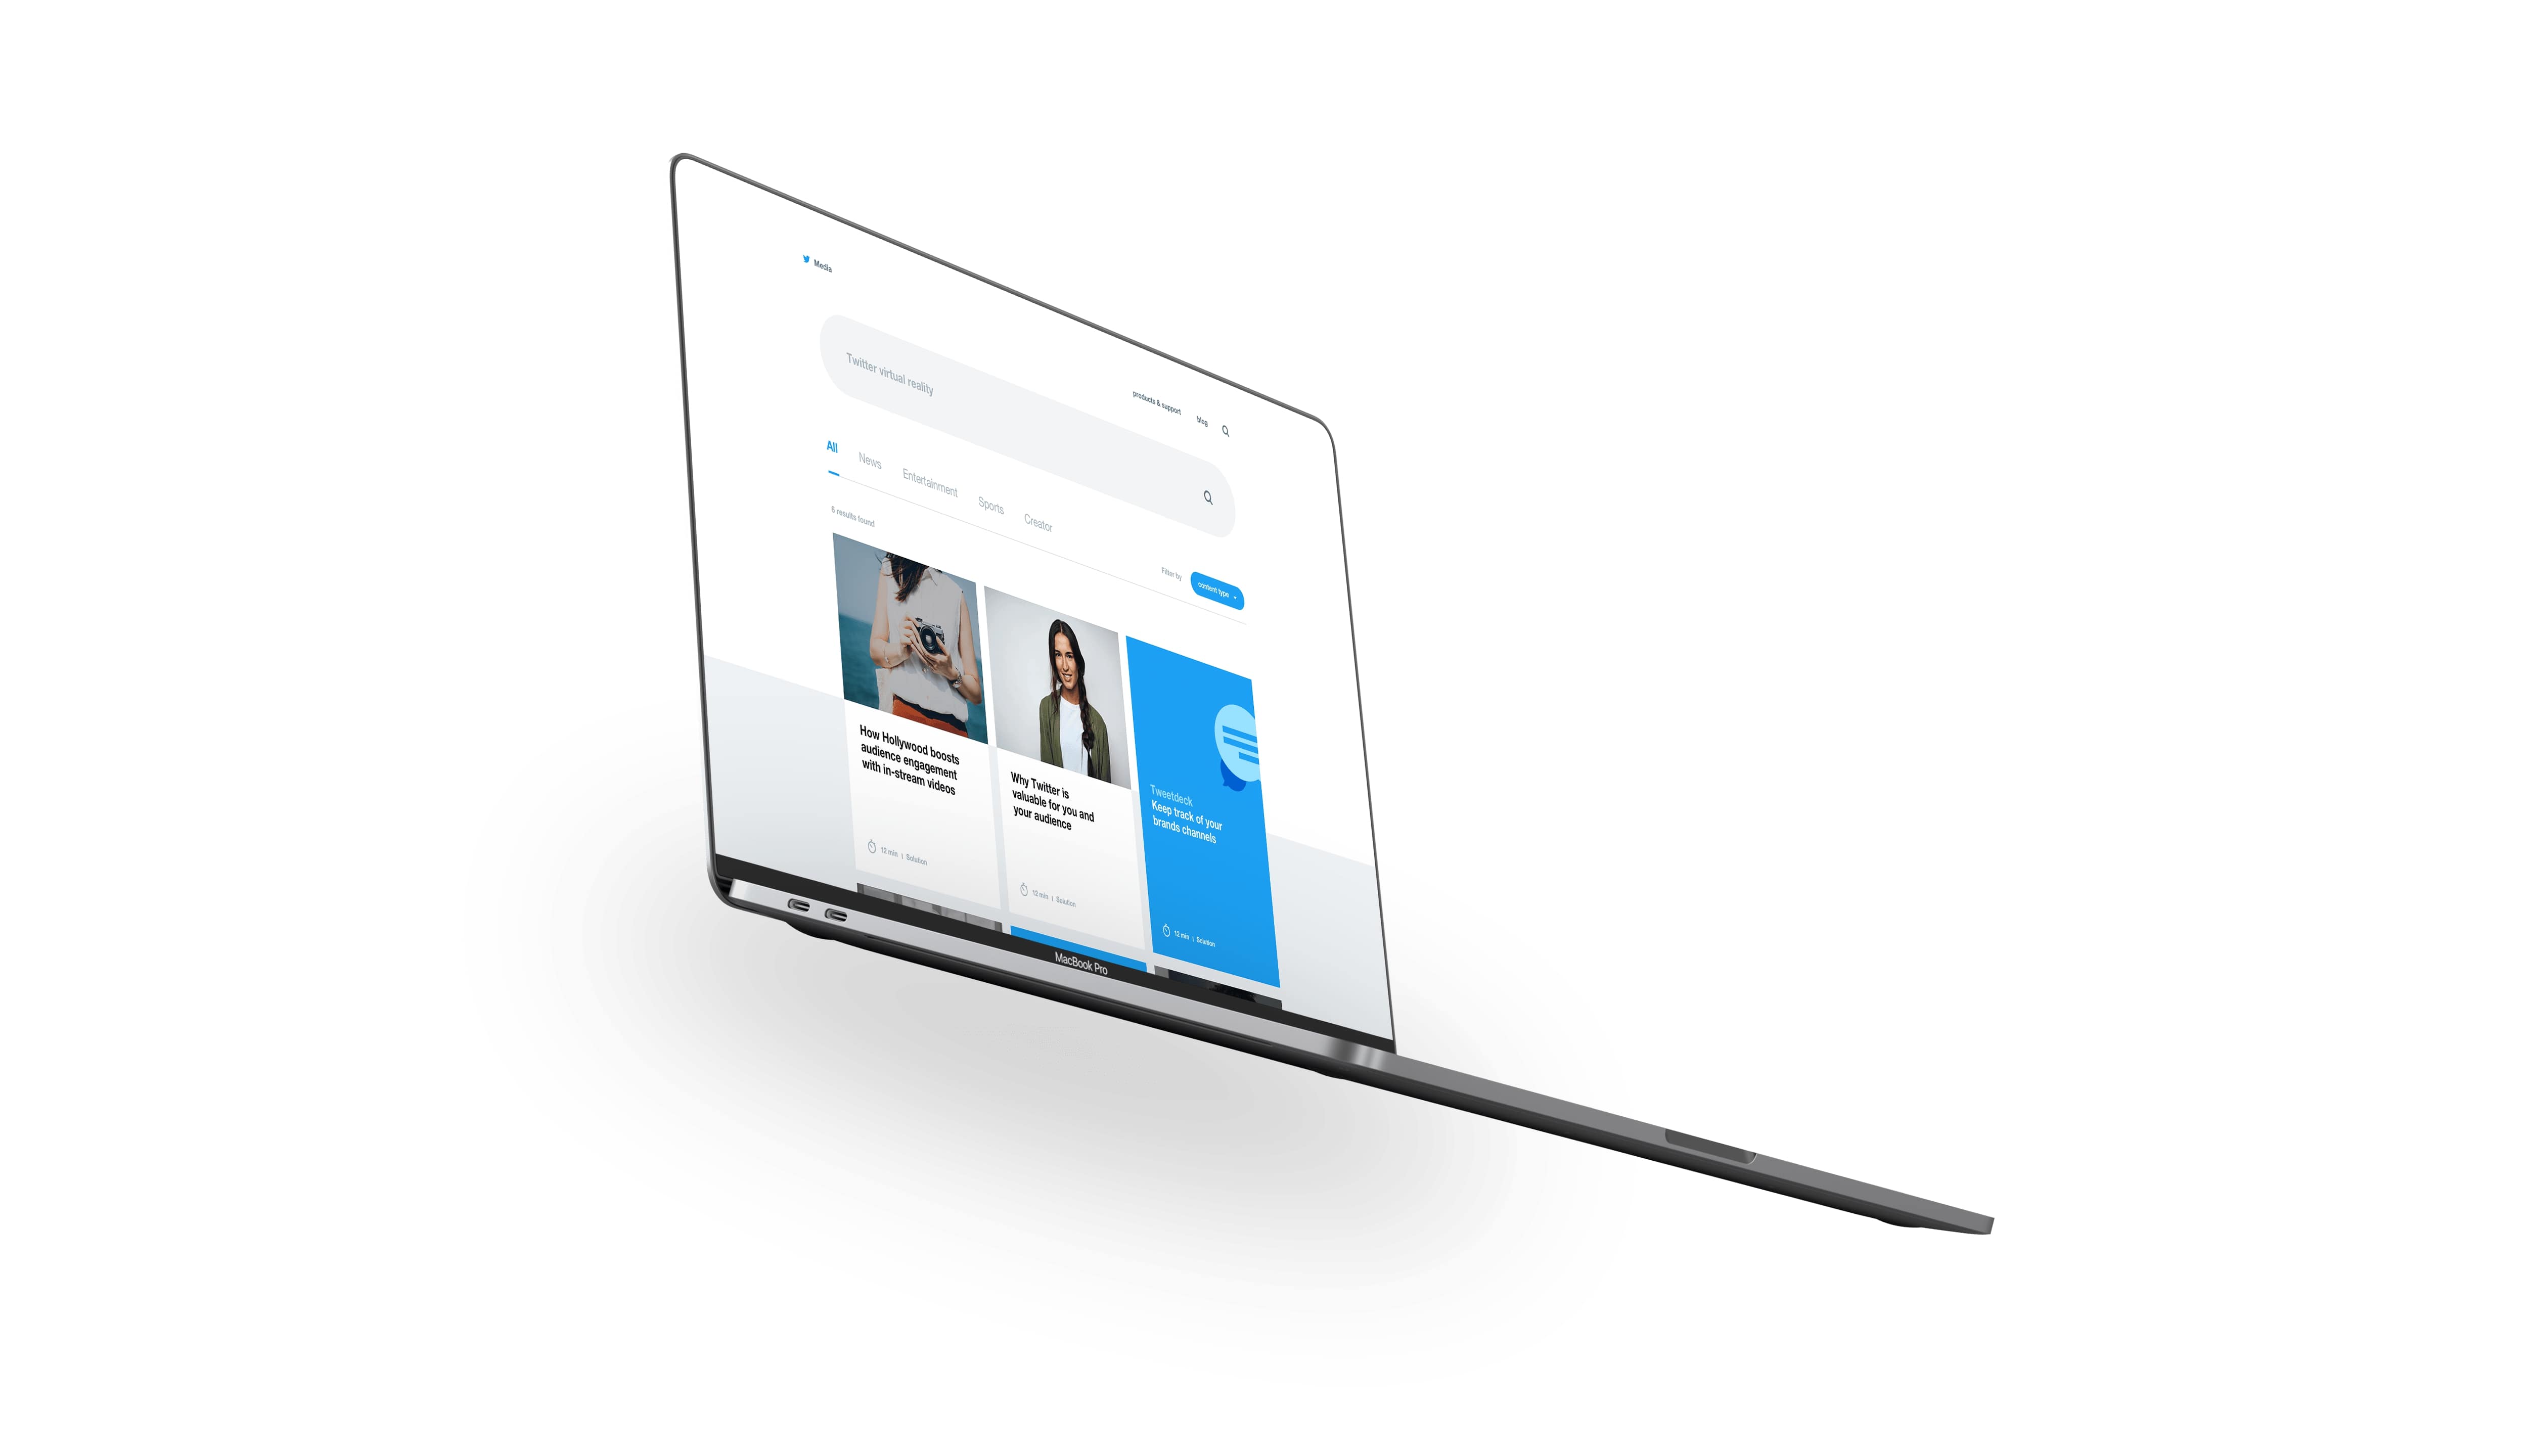 Media
products & support
blog
Twitter virtual reality
All
News
Entertainment
Sports
Creator
6 results found
Filter by
content type
How Hollywood boosts
audience engagement
with in-stream videos
12 min | Solution
Why Twitter is
valuable for you and
your audience
12 min | Solution
Tweetdeck
Keep track of your
brands channels
12 min | Solution
MacBook Pro